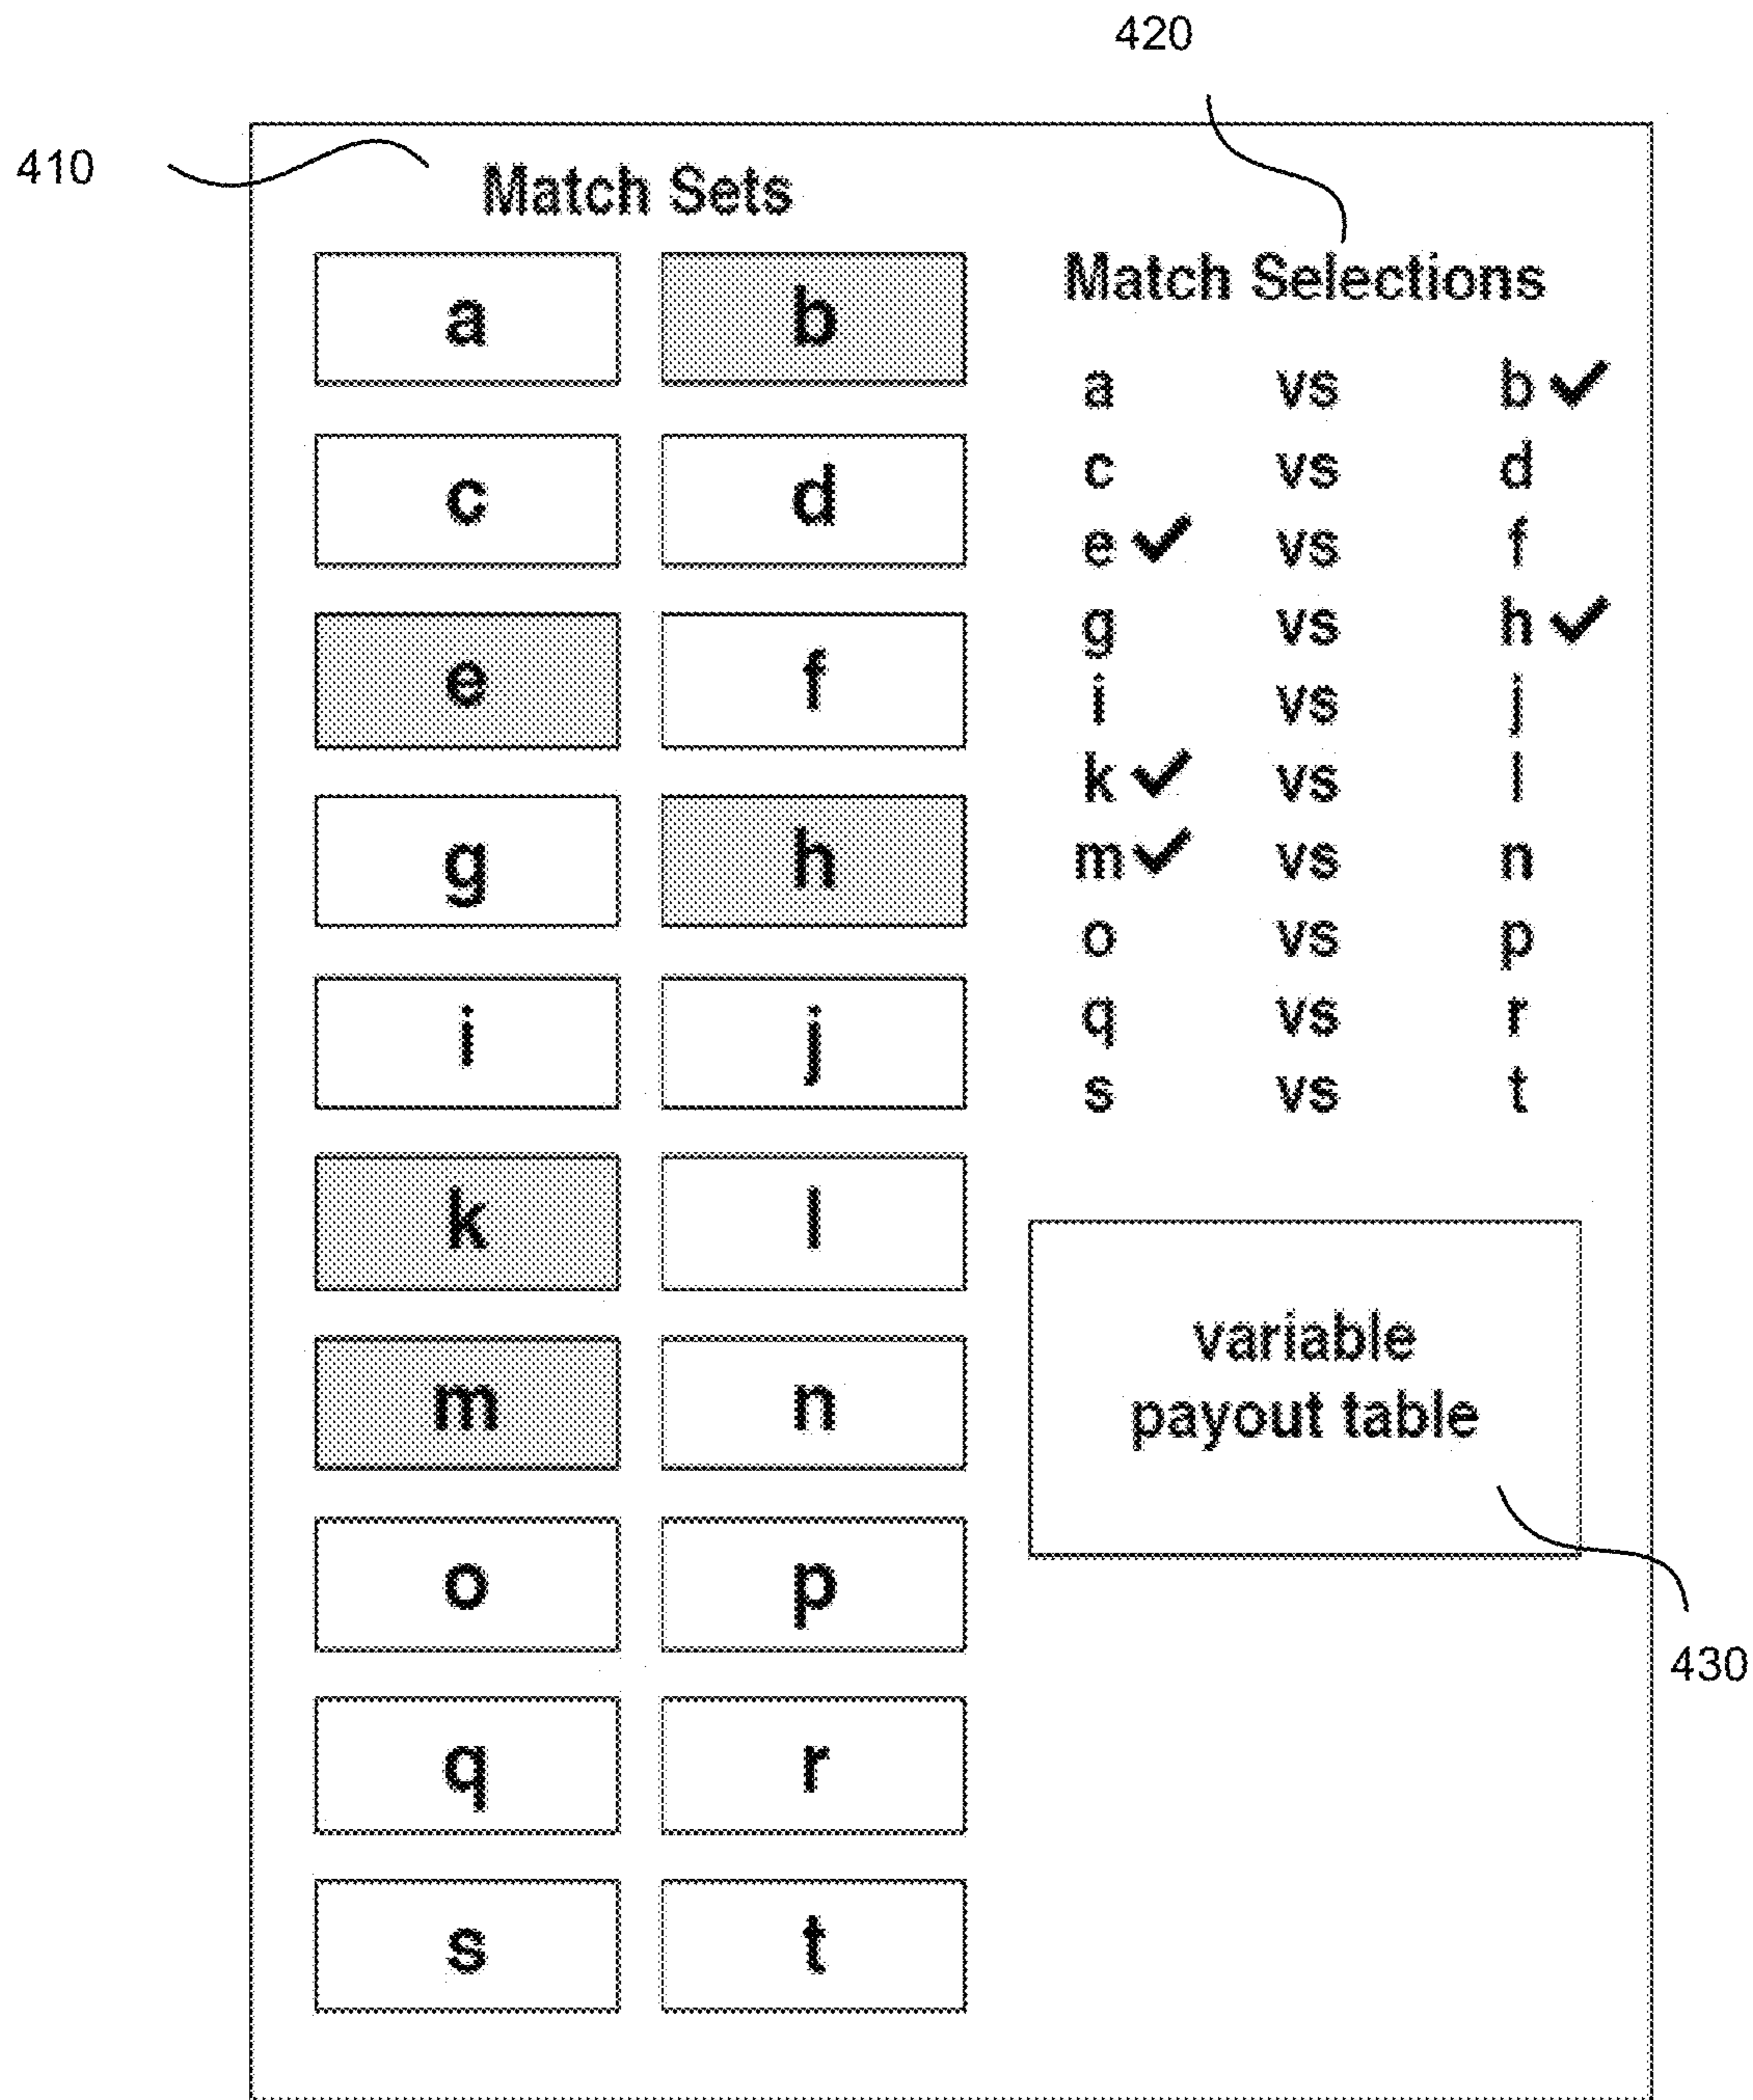 420
410
Match Sets
a b
c d
e f
g h
i j
k l
m n
o p
q r
s t
Match Selections
a vs b ✓
c vs d
e ✓ vs f
g vs h ✓
i vs j
k ✓ vs l
m ✓ vs n
o vs p
q vs r
s vs t
variable
payout table
430